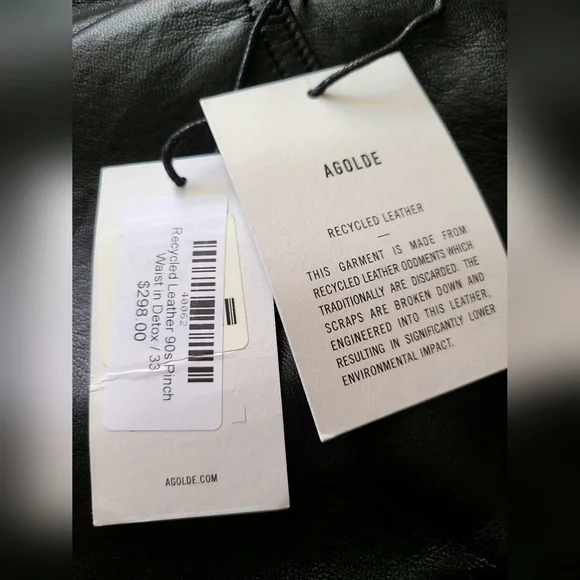 AGOLDE
RECYCLED LEATHER
THIS GARMENT IS MADE FROM
RECYCLED LEATHER ODDMENTS WHICH
TRADITIONALLY ARE DISCARDED. THE
SCRAPS ARE BROKEN DOWN AND
ENGINEERED INTO THIS LEATHER,
RESULTING IN SIGNIFICANTLY LOWER
ENVIRONMENTAL IMPACT.
40062
Recycled Leather 90s Pinch
Waist in Detox / 33
$298.00
AGOLDE.COM